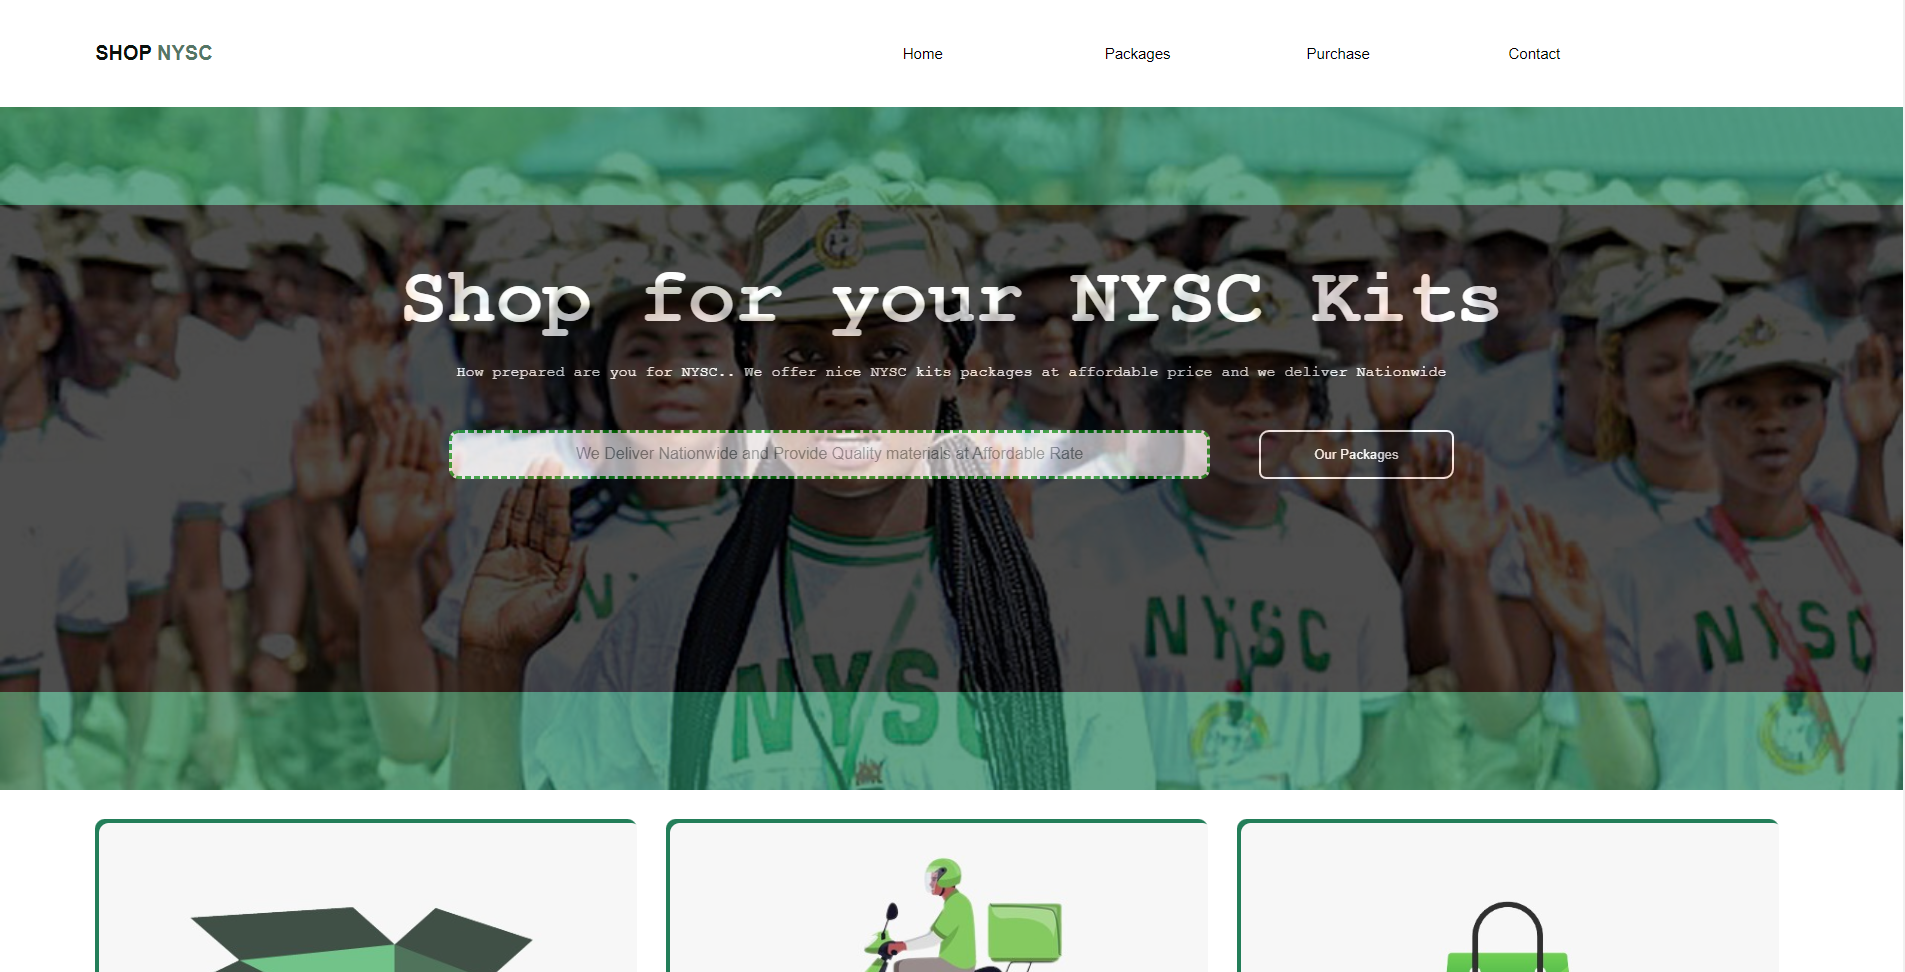 SHOP NYSC
Home Packages Purchase Contact
Shop for your NYSC Kits
How prepared are you for NYSC.. We offer nice NYSC kits packages at affordable price and we deliver Nationwide
We Deliver Nationwide and Provide Quality materials at Affordable Rate
Our Packages
NYSC
NYSC
NYSC